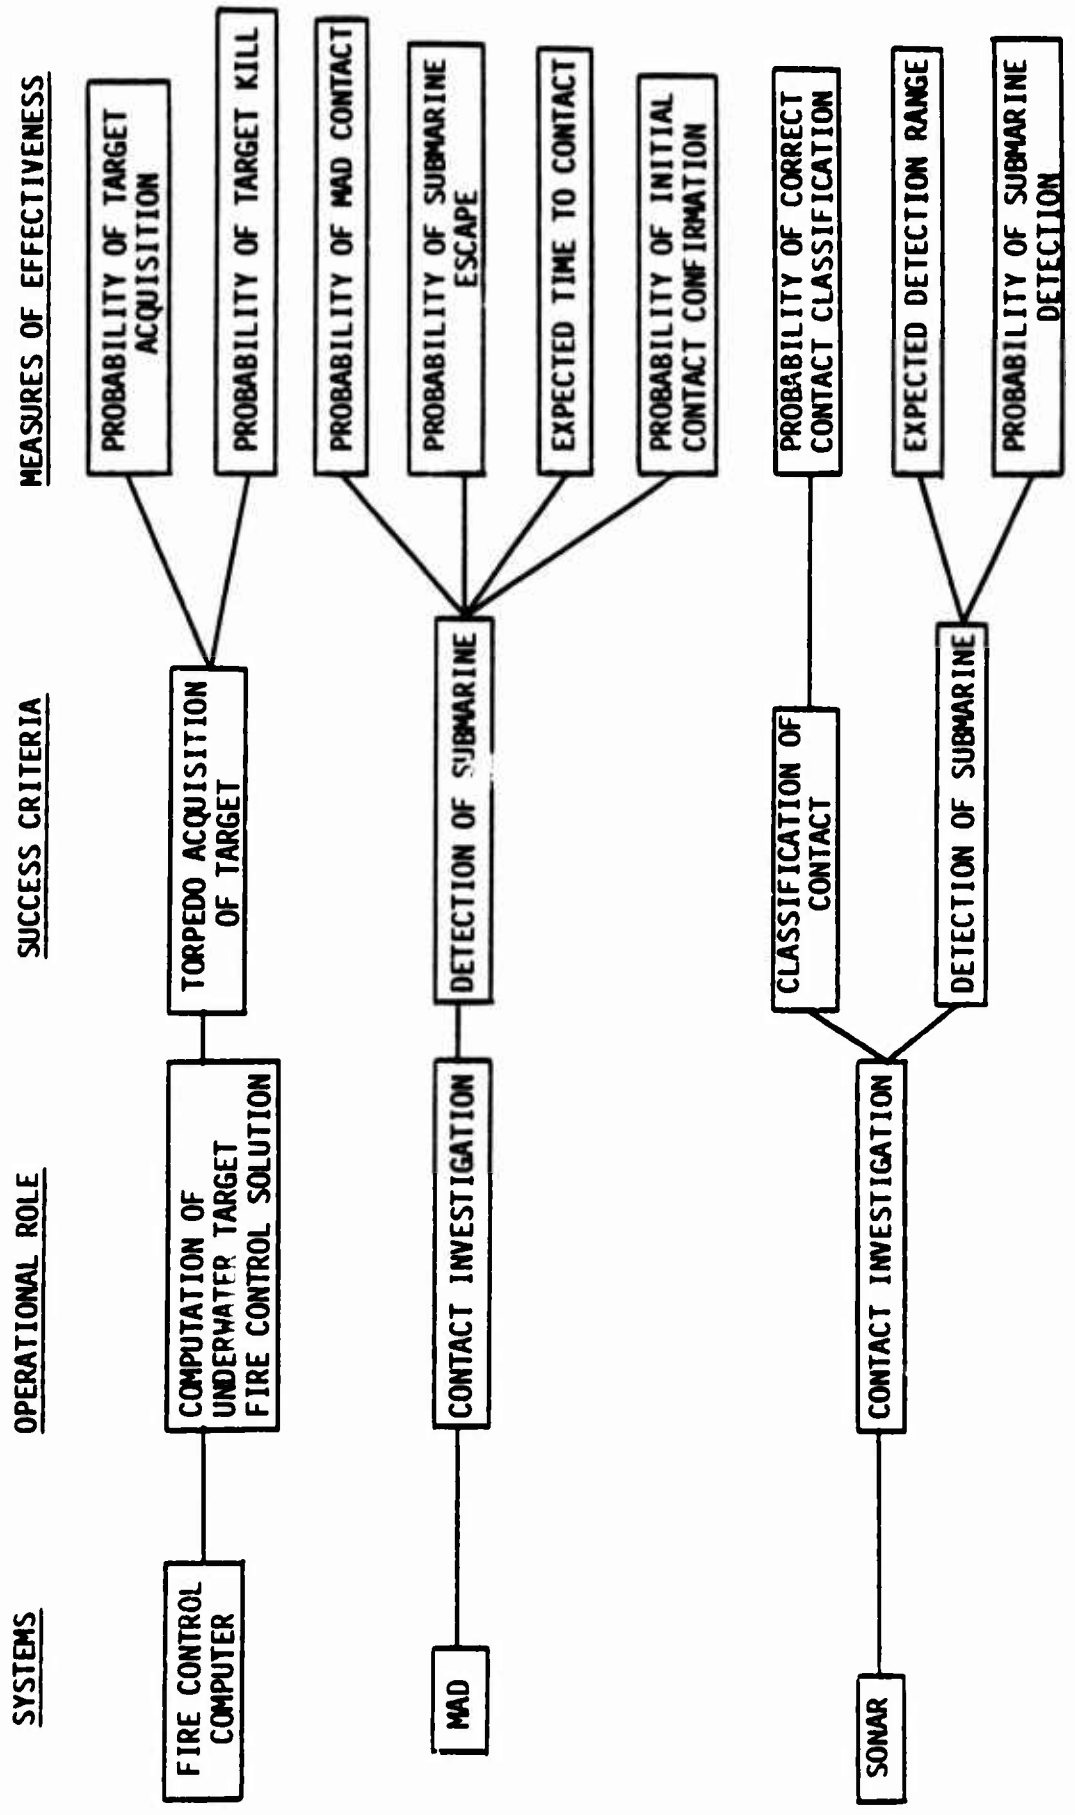 SYSTEMS
OPERATIONAL ROLE
SUCCESS CRITERIA
MEASURES OF EFFECTIVENESS
FIRE CONTROL
COMPUTER
COMPUTATION OF
UNDERWATER TARGET
FIRE CONTROL SOLUTION
TORPEDO ACQUISITION
OF TARGET
PROBABILITY OF TARGET
ACQUISITION
PROBABILITY OF TARGET KILL
MAD
CONTACT INVESTIGATION
DETECTION OF SUBMARINE
PROBABILITY OF MAD CONTACT
PROBABILITY OF SUBMARINE
ESCAPE
EXPECTED TIME TO CONTACT
PROBABILITY OF INITIAL
CONTACT CONFIRMATION
SONAR
CONTACT INVESTIGATION
CLASSIFICATION OF
CONTACT
PROBABILITY OF CORRECT
CONTACT CLASSIFICATION
DETECTION OF SUBMARINE
EXPECTED DETECTION RANGE
PROBABILITY OF SUBMARINE
DETECTION